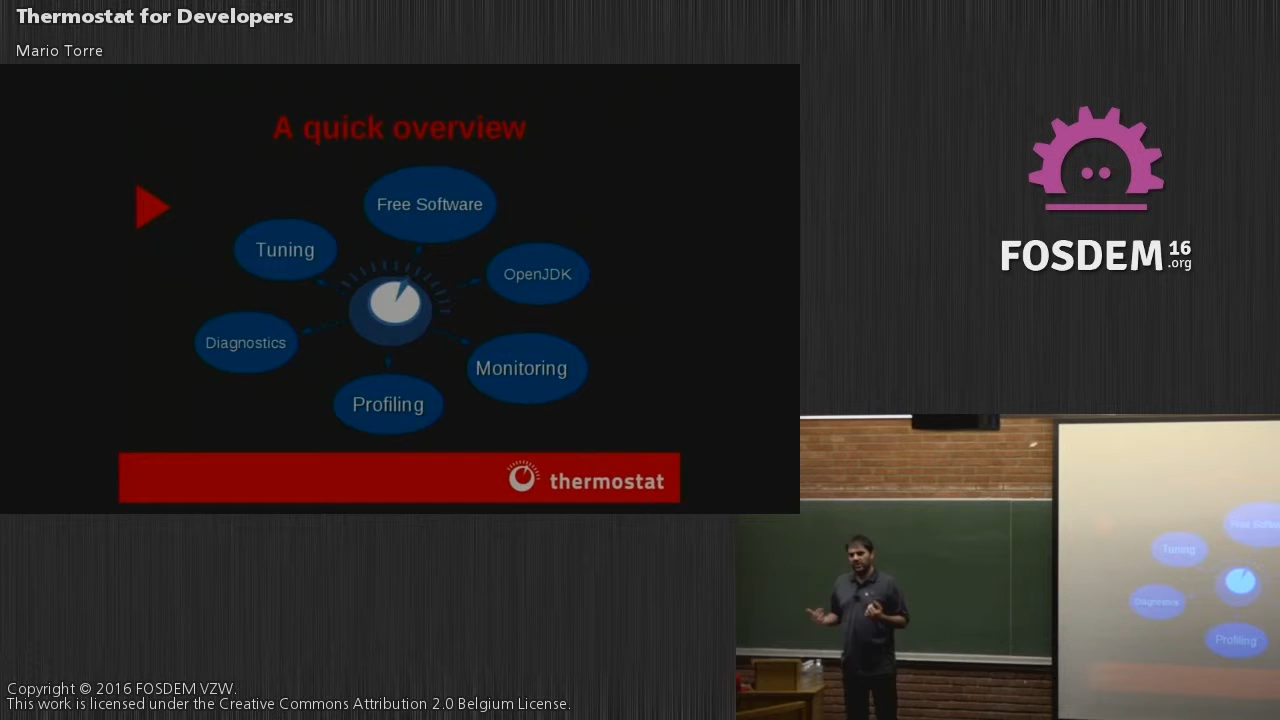 Thermostat for Developers
Mario Torre
A quick overview
Free Software
Tuning
OpenJDK
Diagnostics
Monitoring
Profiling
thermostat
FOSDEM 16
.org
Tuning
Diagnostics
Profiling
Copyright © 2016 FOSDEM VZW.
This work is licensed under the Creative Commons Attribution 2.0 Belgium License.